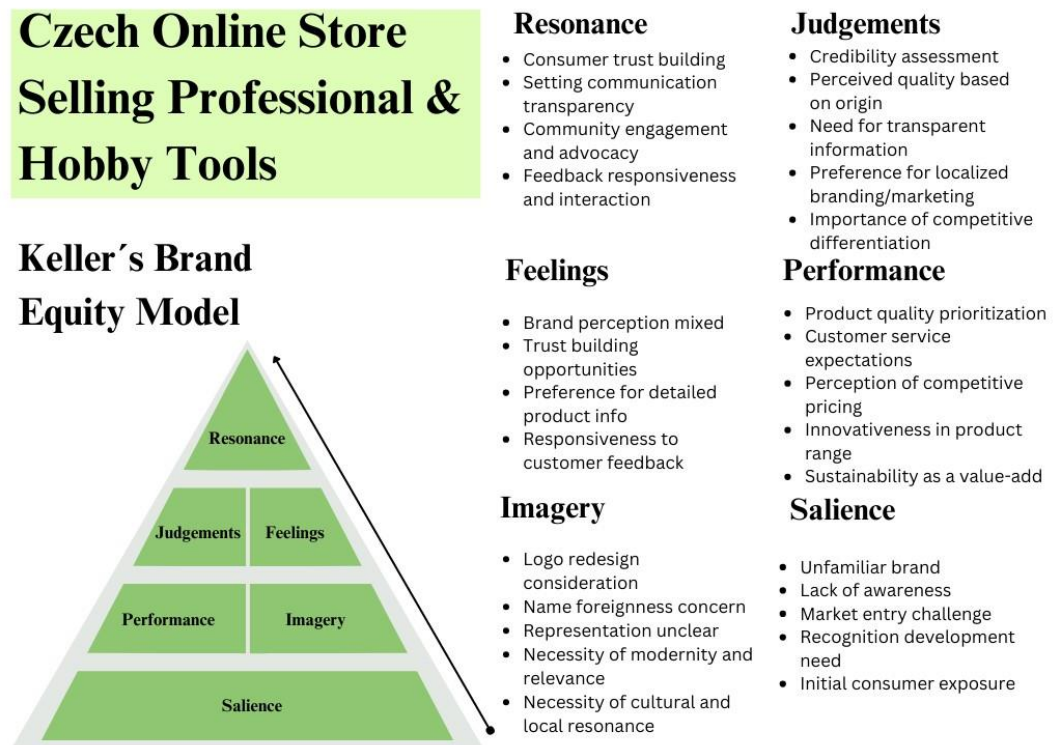 Czech Online Store
Selling Professional &
Hobby Tools
Keller´s Brand
Equity Model
Resonance
Judgements
Feelings
Performance
Imagery
Salience
Resonance
• Consumer trust building
• Setting communication
transparency
• Community engagement
and advocacy
• Feedback responsiveness
and interaction
Judgements
• Credibility assessment
• Perceived quality based
on origin
• Need for transparent
information
• Preference for localized
branding/marketing
• Importance of competitive
differentiation
Feelings
• Brand perception mixed
• Trust building
opportunities
• Preference for detailed
product info
• Responsiveness to
customer feedback
Performance
• Product quality prioritization
• Customer service
expectations
• Perception of competitive
pricing
• Innovativeness in product
range
• Sustainability as a value-add
Imagery
• Logo redesign
consideration
• Name foreignness concern
• Representation unclear
• Necessity of modernity and
relevance
• Necessity of cultural and
local resonance
Salience
• Unfamiliar brand
• Lack of awareness
• Market entry challenge
• Recognition development
need
• Initial consumer exposure